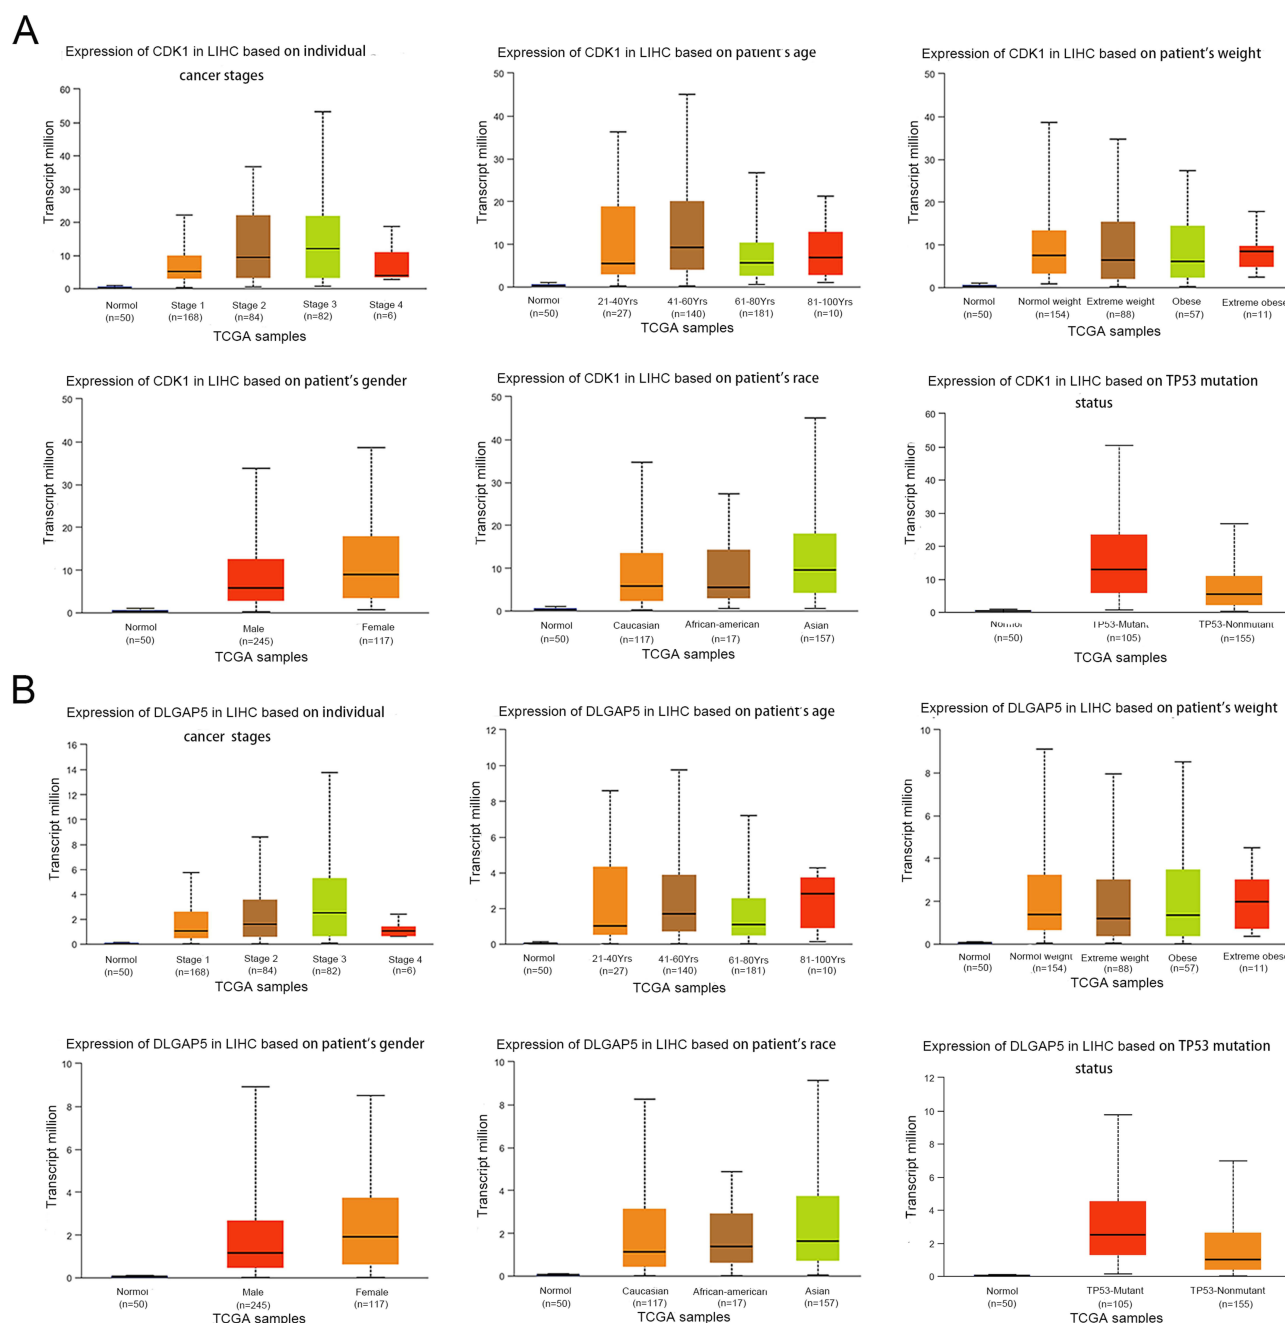 A
Expression of CDK1 in LIHC based on individual
cancer stages
Transcript million
60
50
40
30
20
10
0
Normol Stage 1 Stage 2 Stage 3 Stage 4
(n=50) (n=168) (n=84) (n=82) (n=6)
TCGA samples
Expression of CDK1 in LIHC based on patient's age
Transcript million
50
40
30
20
10
0
Normol 21-40Yrs 41-60Yrs 61-80Yrs 81-100Yrs
(n=50) (n=27) (n=140) (n=181) (n=10)
TCGA samples
Expression of CDK1 in LIHC based on patient's weight
Transcript million
50
40
30
20
10
0
Normol Normol weight Extreme weight Obese Extreme obese
(n=50) (n=154) (n=88) (n=57) (n=11)
TCGA samples
Expression of CDK1 in LIHC based on patient's gender
Transcript million
50
40
30
20
10
0
Normol Male Female
(n=50) (n=245) (n=117)
TCGA samples
Expression of CDK1 in LIHC based on patient's race
Transcript million
50
40
30
20
10
0
Normol Caucasian African-american Asian
(n=50) (n=117) (n=17) (n=157)
TCGA samples
Expression of CDK1 in LIHC based on TP53 mutation
status
Transcript million
60
50
40
30
20
10
0
Normol TP53-Mutant TP53-Nonmutant
(n=50) (n=105) (n=155)
TCGA samples
B
Expression of DLGAP5 in LIHC based on individual
cancer stages
Transcript million
16
14
12
10
8
6
4
2
0
Normol Stage 1 Stage 2 Stage 3 Stage 4
(n=50) (n=168) (n=84) (n=82) (n=6)
TCGA samples
Expression of DLGAP5 in LIHC based on patient's age
Transcript million
12
10
8
6
4
2
0
Normol 21-40Yrs 41-60Yrs 61-80Yrs 81-100Yrs
(n=50) (n=27) (n=140) (n=181) (n=10)
TCGA samples
Expression of DLGAP5 in LIHC based on patient's weight
Transcript million
10
8
6
4
2
0
Normol Normol weight Extreme weight Obese Extreme obese
(n=50) (n=154) (n=88) (n=57) (n=11)
TCGA samples
Expression of DLGAP5 in LIHC based on patient's gender
Transcript million
10
8
6
4
2
0
Normol Male Female
(n=50) (n=245) (n=117)
TCGA samples
Expression of DLGAP5 in LIHC based on patient's race
Transcript million
10
8
6
4
2
0
Normol Caucasian African-american Asian
(n=50) (n=117) (n=17) (n=157)
TCGA samples
Expression of DLGAP5 in LIHC based on TP53 mutation
status
Transcript million
12
10
8
6
4
2
0
Normol TP53-Mutant TP53-Nonmutant
(n=50) (n=105) (n=155)
TCGA samples